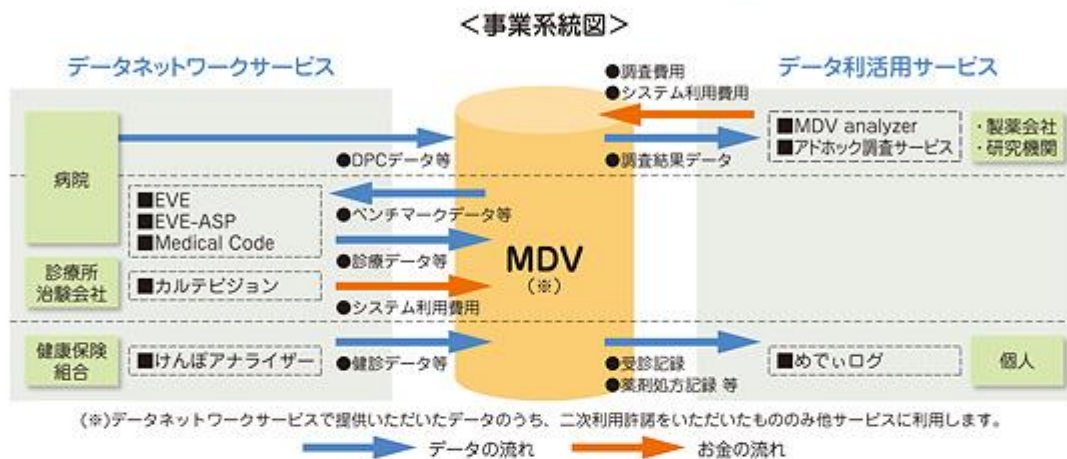 ＜事業系統図＞
データネットワークサービス
データ利活用サービス
●調査費用
●システム利用費用
病院
●DPCデータ等
●調査結果データ
■MDV analyzer
■アドホック調査サービス
・製薬会社
・研究機関
■EVE
■EVE-ASP
■Medical Code
●ベンチマークデータ等
●診療データ等
MDV
（※）
診療所
治験会社
■カルテビジョン
●システム利用費用
健康保険
組合
■けんぽアナライザー
●健診データ等
●受診記録
●薬剤処方記録 等
■めでぃログ
個人
(※)データネットワークサービスで提供いただいたデータのうち、二次利用許諾をいただいたもののみ他サービスに利用します。
データの流れ
お金の流れ